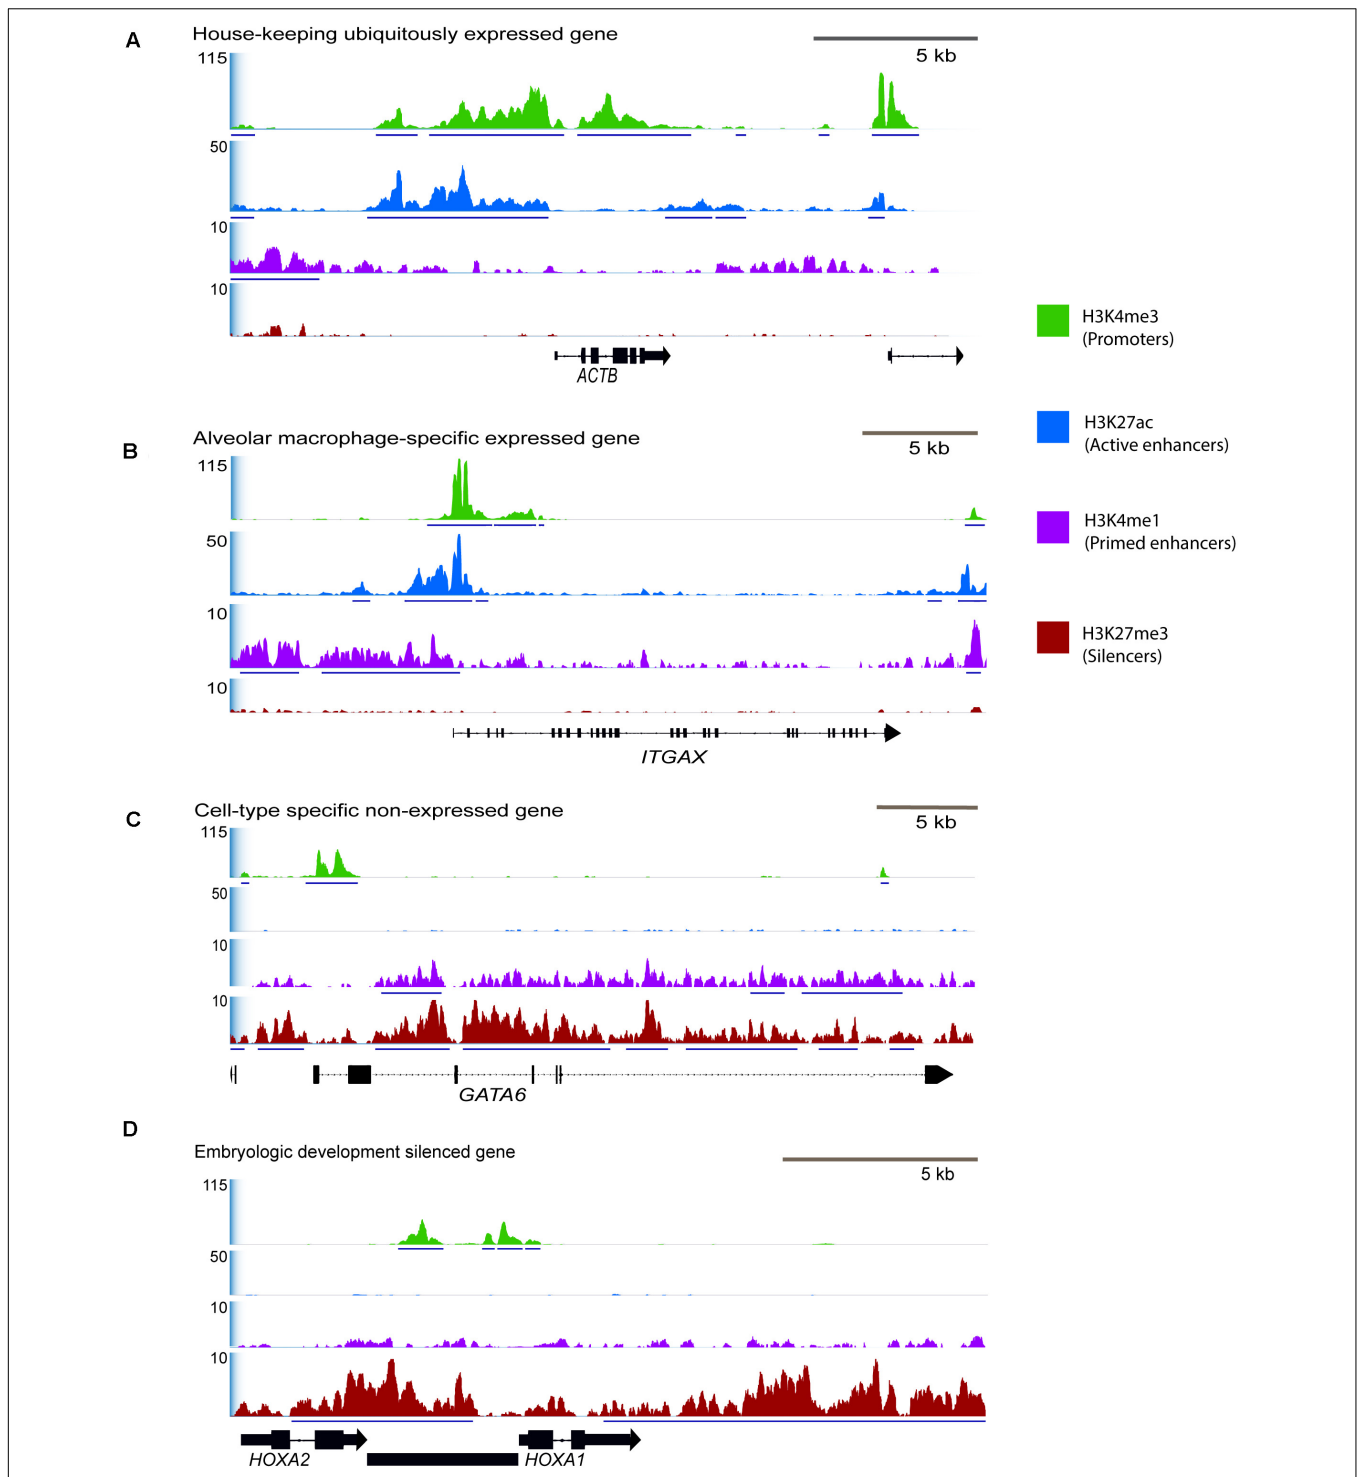 A
House-keeping ubiquitously expressed gene
5 kb
115
50
10
10
ACTB
H3K4me3
(Promoters)
H3K27ac
(Active enhancers)
H3K4me1
(Primed enhancers)
H3K27me3
(Silencers)
B
Alveolar macrophage-specific expressed gene
5 kb
115
50
10
10
ITGAX
C
Cell-type specific non-expressed gene
5 kb
115
50
10
10
GATA6
D
Embryologic development silenced gene
5 kb
115
50
10
10
HOXA2
HOXA1